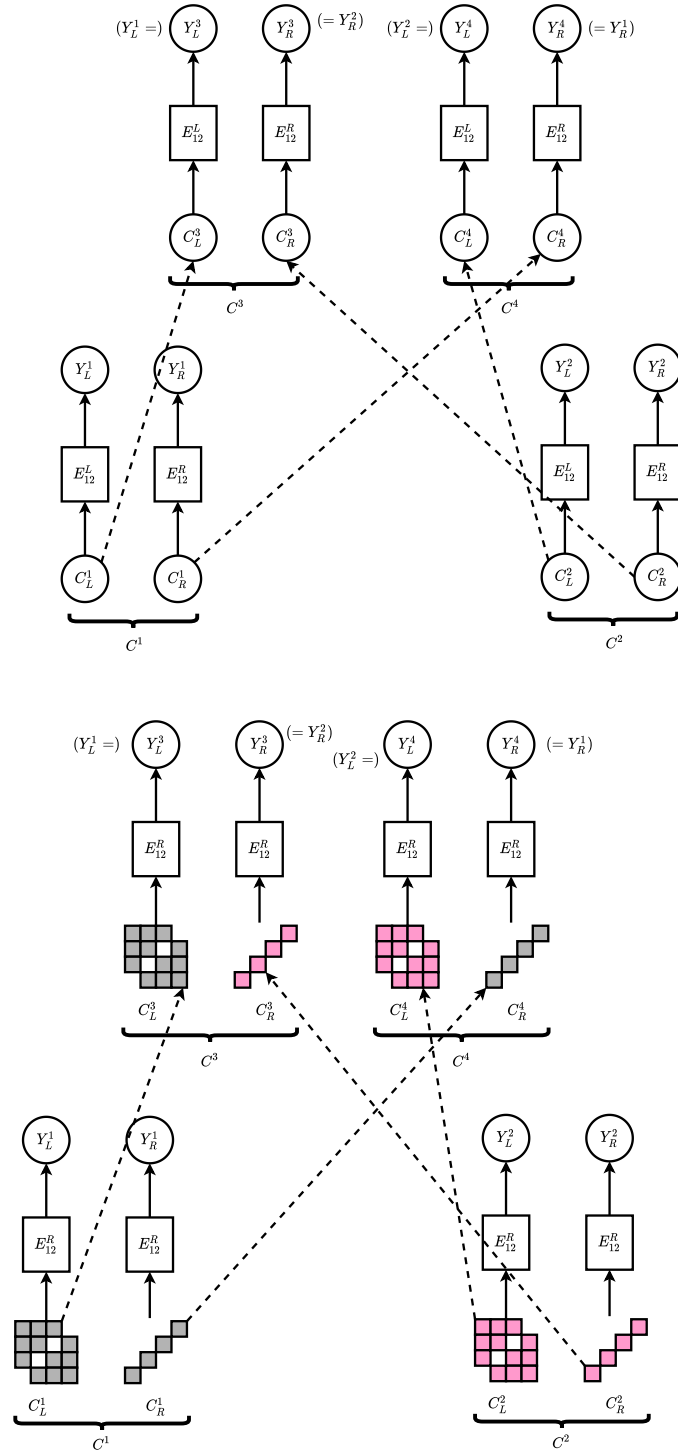 (Y_L^1 =) Y_L^3 Y_R^3 (= Y_R^2) (Y_L^2 =) Y_L^4 Y_R^4 (= Y_R^1)
E_{12}^L E_{12}^R E_{12}^L E_{12}^R
C_L^3 C_R^3 C_L^4 C_R^4
C^3 C^4
Y_L^1 Y_R^1 Y_L^2 Y_R^2
E_{12}^L E_{12}^R E_{12}^L E_{12}^R
C_L^1 C_R^1 C_L^2 C_R^2
C^1 C^2
(Y_L^1 =) Y_L^3 Y_R^3 (= Y_R^2) (Y_L^2 =) Y_L^4 Y_R^4 (= Y_R^1)
E_{12}^R E_{12}^R E_{12}^R E_{12}^R
C_L^3 C_R^3 C_L^4 C_R^4
C^3 C^4
Y_L^1 Y_R^1 Y_L^2 Y_R^2
E_{12}^R E_{12}^R E_{12}^R E_{12}^R
C_L^1 C_R^1 C_L^2 C_R^2
C^1 C^2